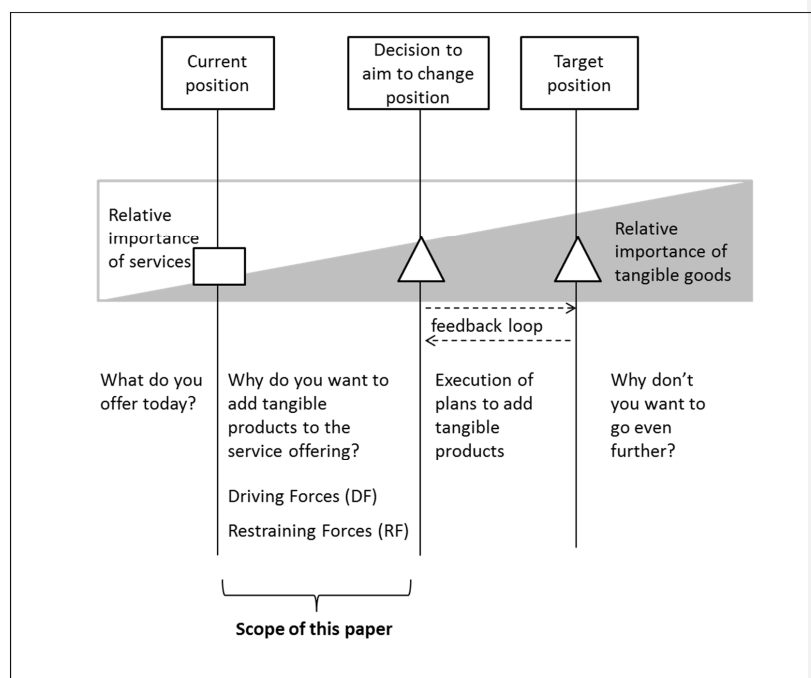 Current
position
Decision to
aim to change
position
Target
position
Relative
importance
of services
Relative
importance of
tangible goods
feedback loop
What do you
offer today?
Why do you want to
add tangible
products to the
service offering?
Driving Forces (DF)
Restraining Forces (RF)
Execution of
plans to add
tangible
products
Why don't
you want to
go even
further?
Scope of this paper